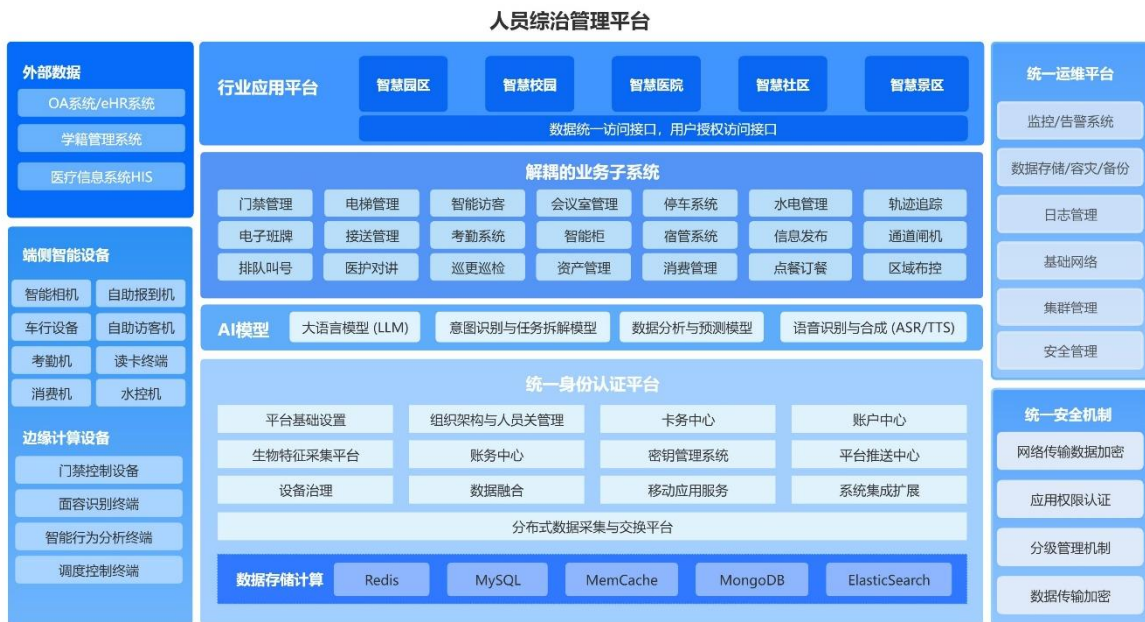 人员综治管理平台
外部数据
OA系统/eHR系统
学籍管理系统
医疗信息系统HIS
端侧智能设备
智能相机 自助报到机
车行设备 自助访客机
考勤机 读卡终端
消费机 水控机
边缘计算设备
门禁控制设备
面容识别终端
智能行为分析终端
调度控制终端
行业应用平台
智慧园区 智慧校园 智慧医院 智慧社区 智慧景区
数据统一访问接口，用户授权访问接口
解耦的业务子系统
门禁管理 电梯管理 智能访客 会议室管理 停车系统 水电管理 轨迹追踪
电子班牌 接送管理 考勤系统 智能柜 宿管系统 信息发布 通道闸机
排队叫号 医护对讲 巡更巡检 资产管理 消费管理 点餐订餐 区域布控
AI模型 大语言模型 (LLM) 意图识别与任务拆解模型 数据分析与预测模型 语音识别与合成 (ASR/TTS)
统一身份认证平台
平台基础设置 组织架构与人员关管理 卡务中心 账户中心
生物特征采集平台 账务中心 密钥管理系统 平台推送中心
设备治理 数据融合 移动应用服务 系统集成扩展
分布式数据采集与交换平台
数据存储计算 Redis MySQL MemCache MongoDB ElasticSearch
统一运维平台
监控/告警系统
数据存储/容灾/备份
日志管理
基础网络
集群管理
安全管理
统一安全机制
网络传输数据加密
应用权限认证
分级管理机制
数据传输加密